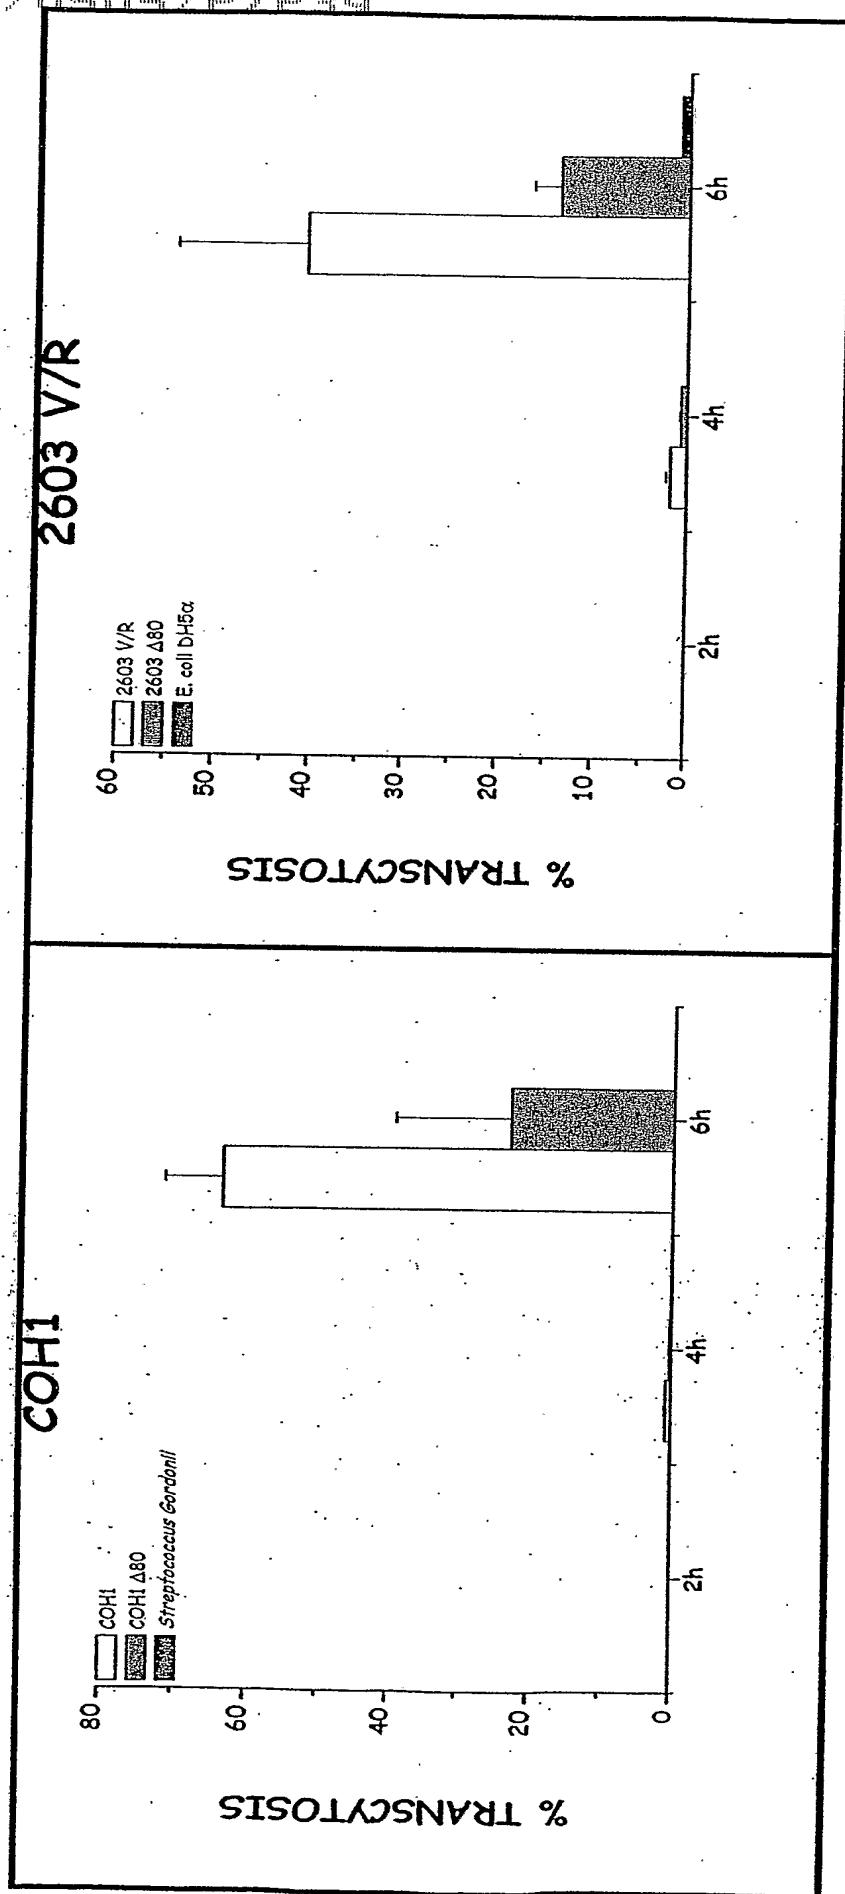 COH1
COH1
COH1 Δ80
Streptococcus Gordonii
% TRANSCYTOSIS
80
60
40
20
0
2h
4h
6h
2603 V/R
2603 V/R
2603 Δ80
E. coli DH5α
% TRANSCYTOSIS
60
50
40
30
20
10
0
2h
4h
6h